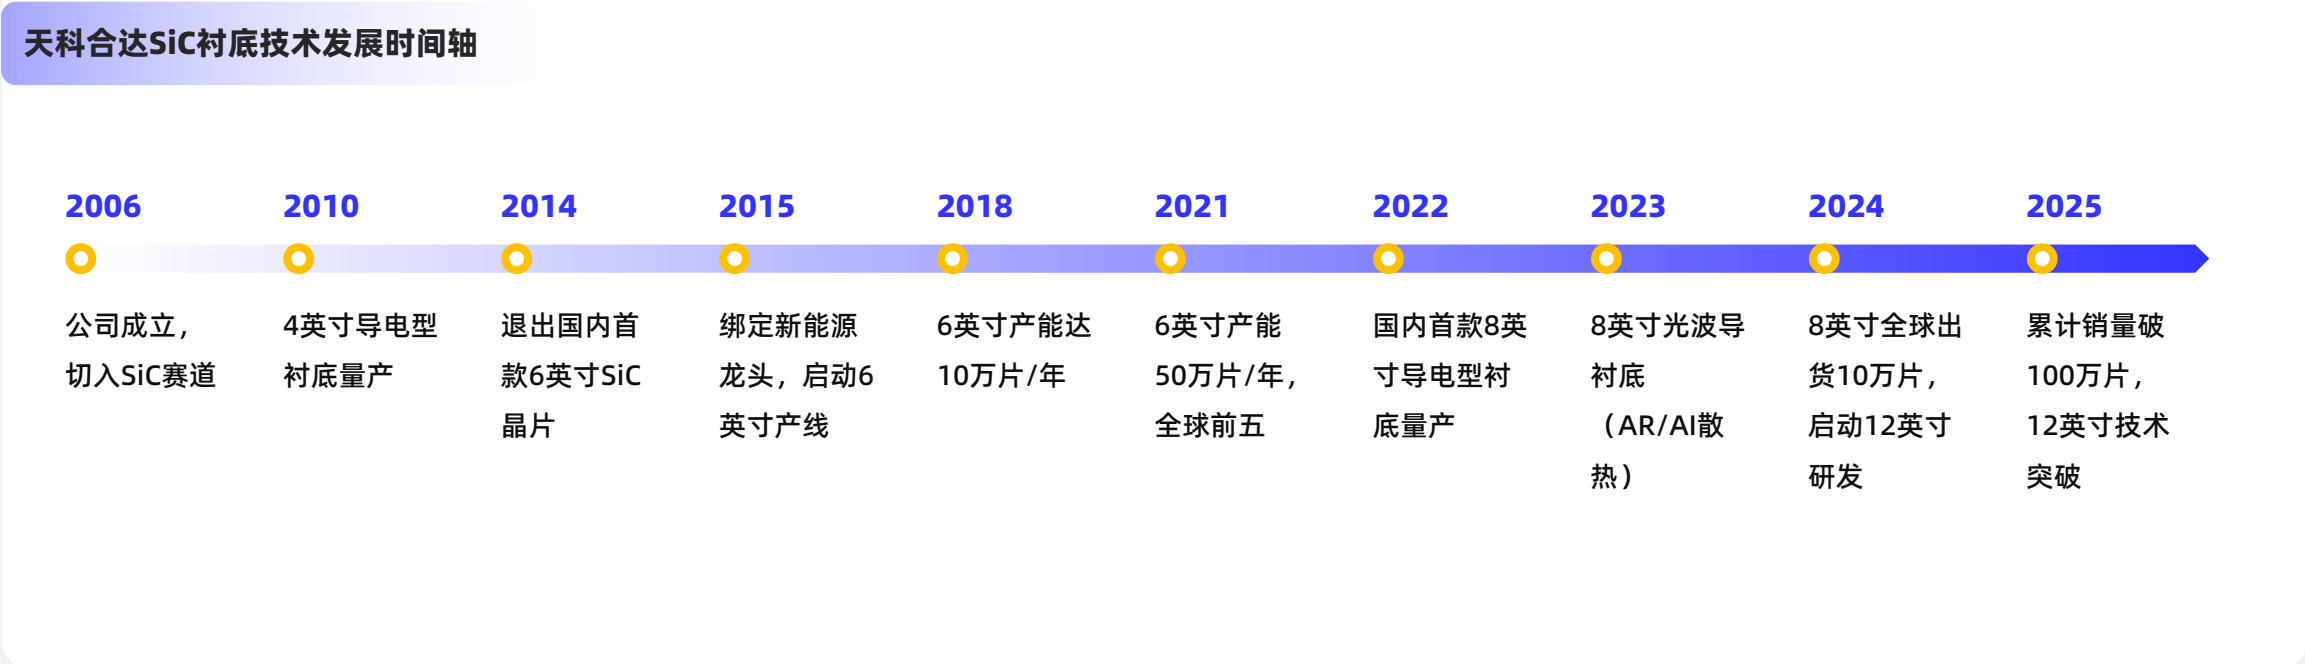 天科合达SiC衬底技术发展时间轴
2006
公司成立，
切入SiC赛道
2010
4英寸导电型
衬底量产
2014
退出国内首
款6英寸SiC
晶片
2015
绑定新能源
龙头，启动6
英寸产线
2018
6英寸产能达
10万片/年
2021
6英寸产能
50万片/年，
全球前五
2022
国内首款8英
寸导电型衬
底量产
2023
8英寸光波导
衬底
（AR/AI散
热）
2024
8英寸全球出
货10万片，
启动12英寸
研发
2025
累计销量破
100万片，
12英寸技术
突破